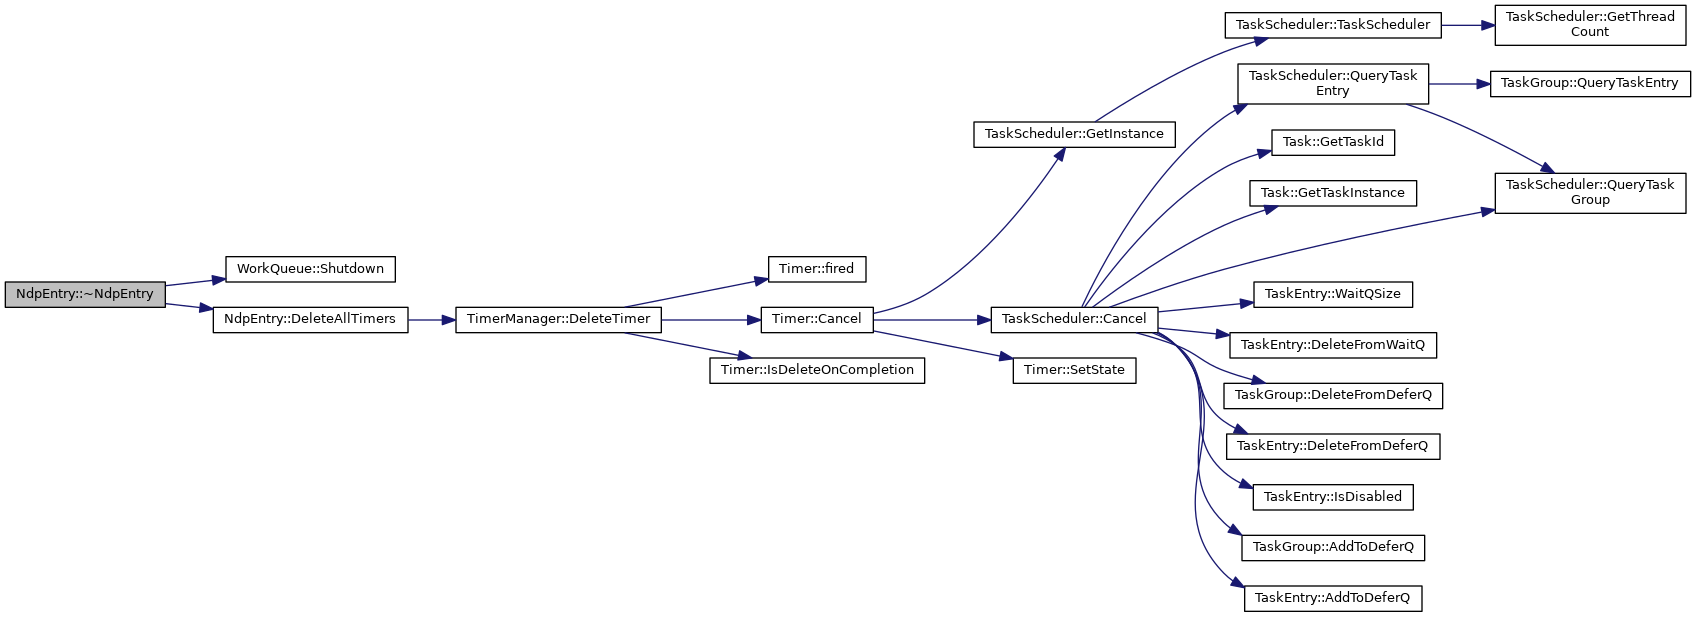 NdpEntry::~NdpEntry
WorkQueue::Shutdown
NdpEntry::DeleteAllTimers
TimerManager::DeleteTimer
Timer::fired
Timer::Cancel
Timer::IsDeleteOnCompletion
TaskScheduler::GetInstance
TaskScheduler::Cancel
Timer::SetState
TaskScheduler::TaskScheduler
TaskScheduler::QueryTask
Entry
Task::GetTaskId
Task::GetTaskInstance
TaskEntry::WaitQSize
TaskEntry::DeleteFromWaitQ
TaskGroup::DeleteFromDeferQ
TaskEntry::DeleteFromDeferQ
TaskEntry::IsDisabled
TaskGroup::AddToDeferQ
TaskEntry::AddToDeferQ
TaskScheduler::GetThread
Count
TaskGroup::QueryTaskEntry
TaskScheduler::QueryTask
Group